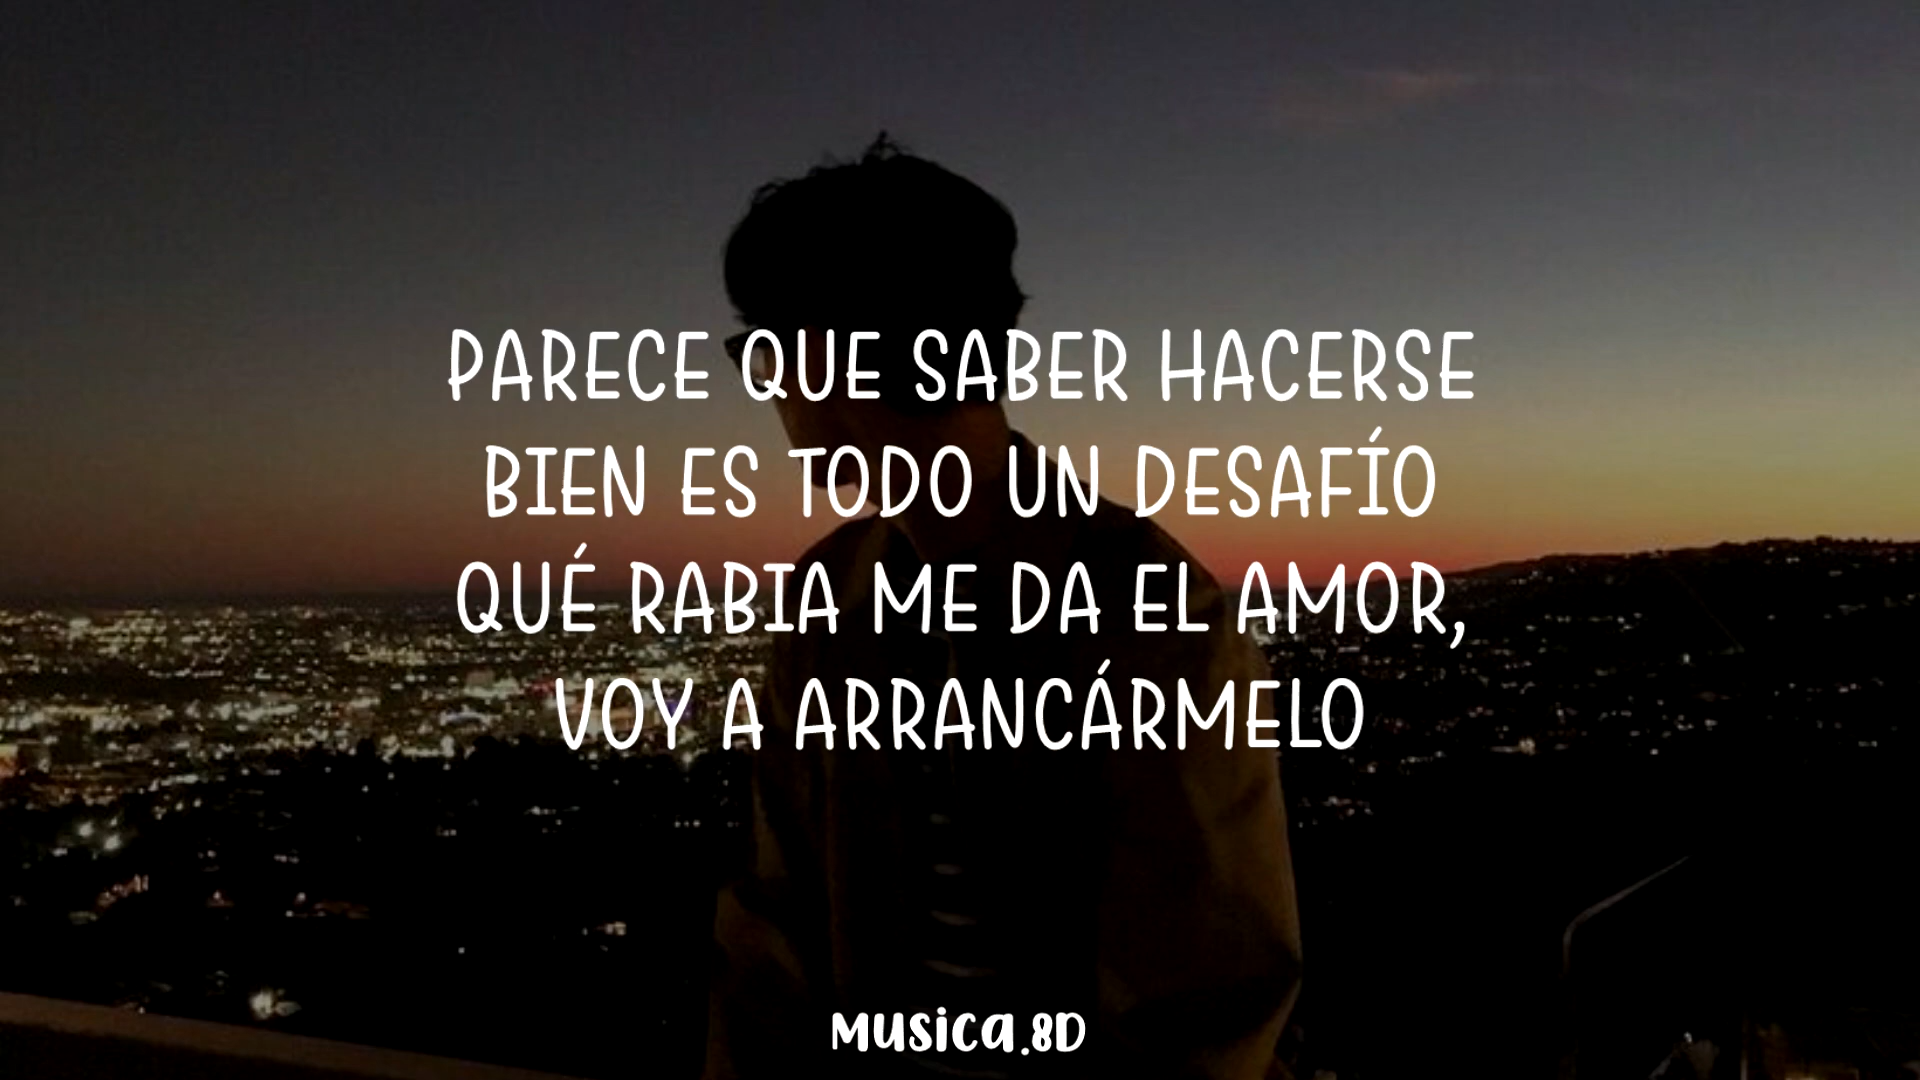 PARECE QUE SABER HACERSE
BIEN ES TODO UN DESAFÍO
QUÉ RABIA ME DA EL AMOR,
VOY A ARRANCÁRMELO
MUSICA.8D